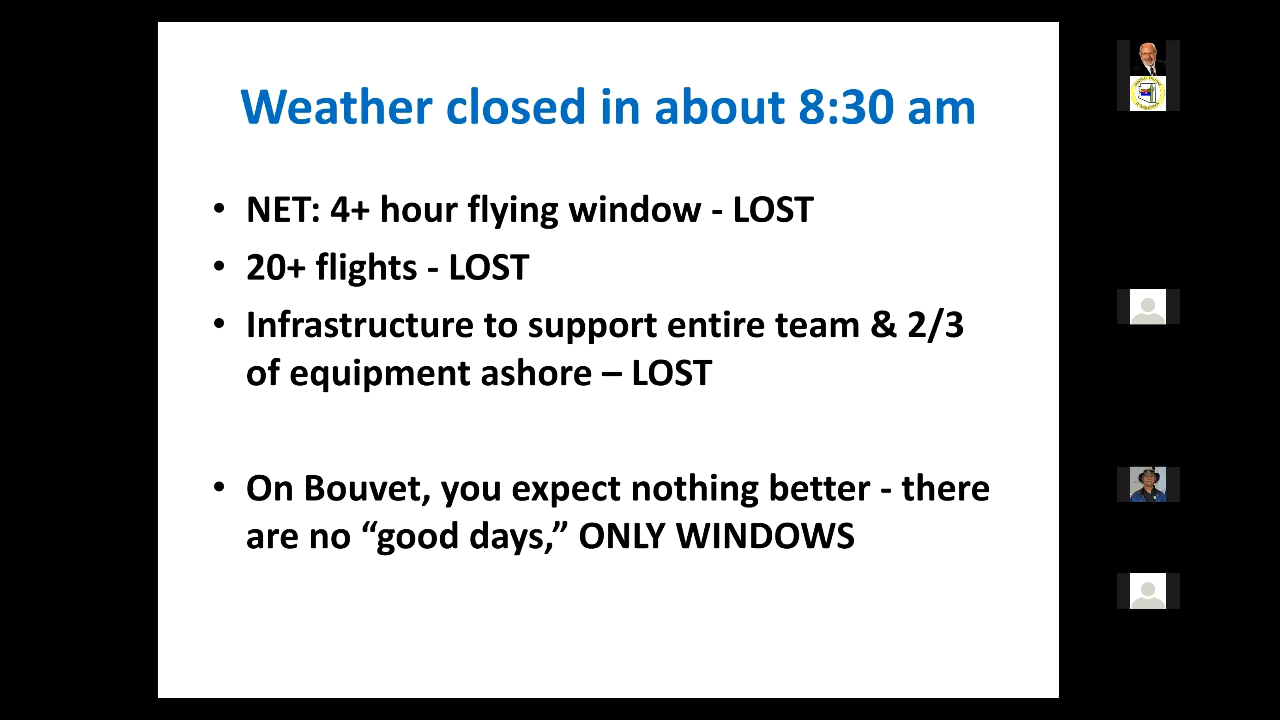 Weather closed in about 8:30 am
• NET: 4+ hour flying window - LOST
• 20+ flights - LOST
• Infrastructure to support entire team & 2/3
of equipment ashore – LOST
• On Bouvet, you expect nothing better - there
are no “good days,” ONLY WINDOWS